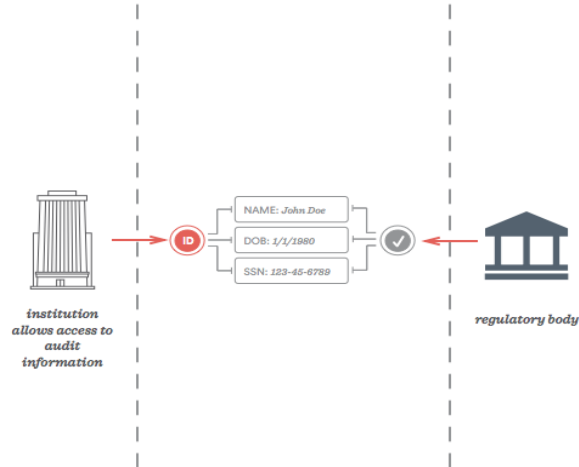 ID
NAME: John Doe
DOB: 1/1/1980
SSN: 123-45-6789
institution
allows access to
audit
information
regulatory body